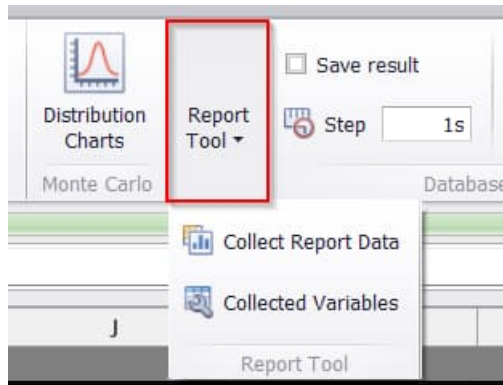 Distribution
Charts
Monte Carlo
Report
Tool
Save result
Step
1s
Database
Collect Report Data
Collected Variables
Report Tool
J